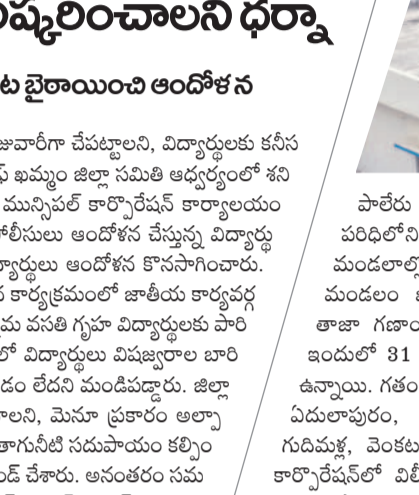 ష్కరించాలని ధర్నా
ట బైఠాయించి ఆందోళన
జువారీగా చేపట్టాలని, విద్యార్థులకు కనీస
ఫ్ ఖమ్మం జిల్లా సమితి ఆధ్వర్యంలో శని
మున్సిపల్ కార్పొరేషన్ కార్యాలయం
పోలీసులు ఆందోళన చేస్తున్న విద్యార్థు
ద్యార్థులు ఆందోళన కొనసాగించారు.
కార్యక్రమంలో జాతీయ కార్యవర్గ
వసతి గృహ విద్యార్థులకు పారి
లో విద్యార్థులు విషజ్వరాల బారి
డం లేదని మండిపడ్డారు. జిల్లా
లని, మెనూ ప్రకారం అల్పా
తాగునీటి సదుపాయం కల్పిం
డ్ చేశారు. అనంతరం సమ
పాలేరు
పరిధిలోని
మండలాల్లో
మండలం
తాజా గణాం
ఇందులో 31
ఉన్నాయి. గతం
ఏదులాపురం,
గుదిమళ్ల, వెంకట
కార్పొరేషన్‌లో విలీ